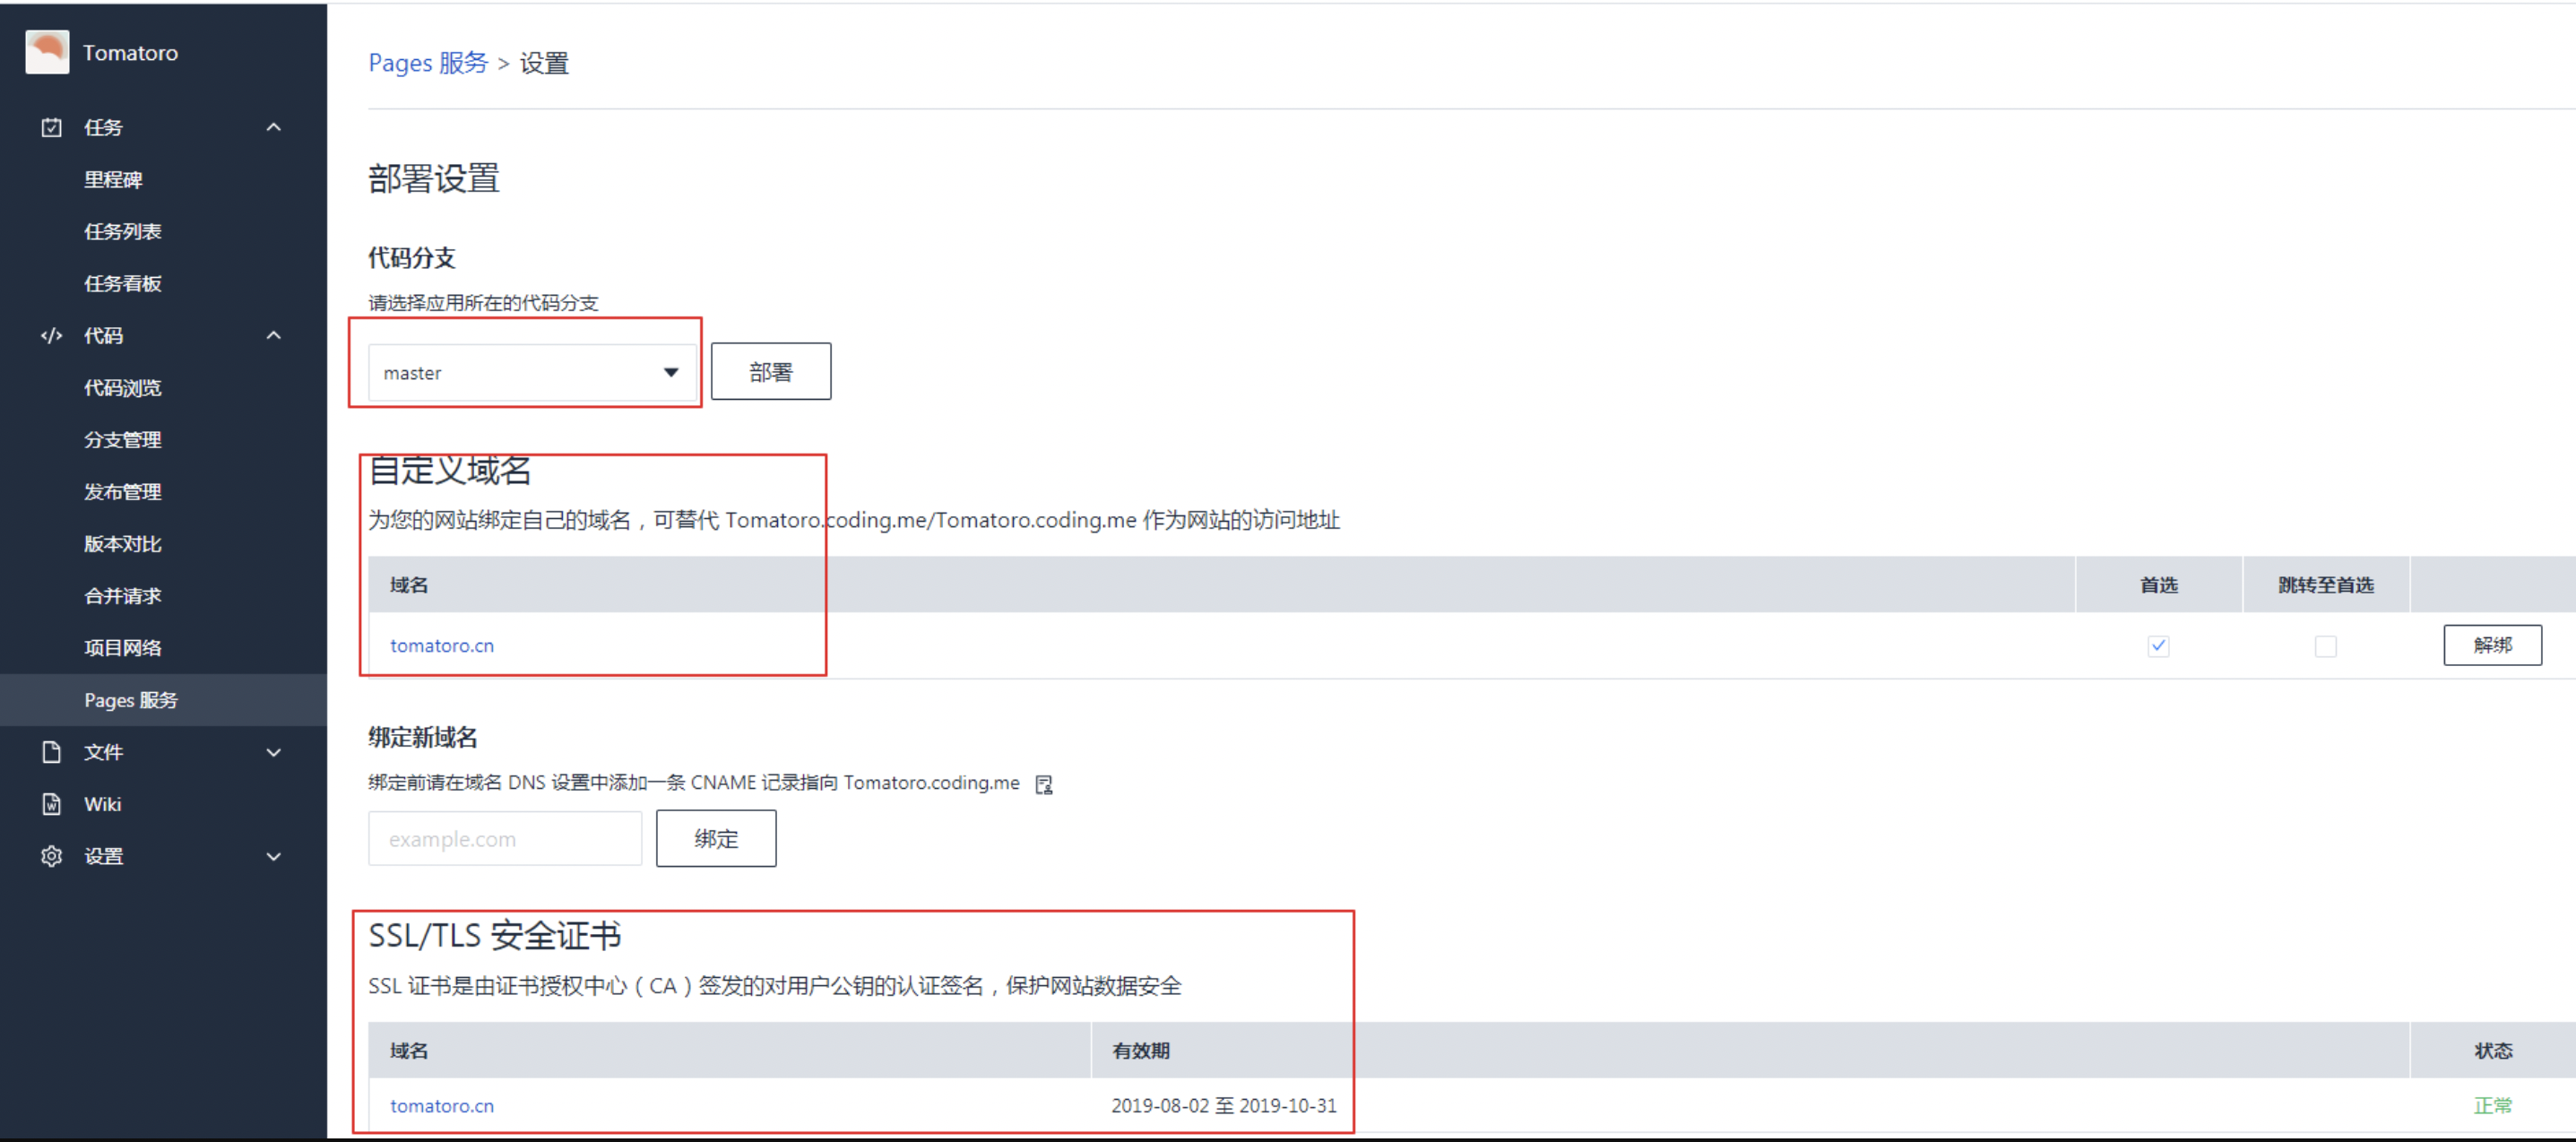 Tomatoro
任务
里程碑
任务列表
任务看板
代码
代码浏览
分支管理
发布管理
版本对比
合并请求
项目网络
Pages 服务
文件
Wiki
设置
Pages 服务 > 设置
部署设置
代码分支
请选择应用所在的代码分支
master 部署
自定义域名
为您的网站绑定自己的域名，可替代 Tomatoro.coding.me/Tomatoro.coding.me 作为网站的访问地址
域名 首选 跳转至首选
tomatoro.cn 解绑
绑定新域名
绑定前请在域名 DNS 设置中添加一条 CNAME 记录指向 Tomatoro.coding.me
example.com 绑定
SSL/TLS 安全证书
SSL 证书是由证书授权中心（CA）签发的对用户公钥的认证签名，保护网站数据安全
域名 有效期 状态
tomatoro.cn 2019-08-02 至 2019-10-31 正常